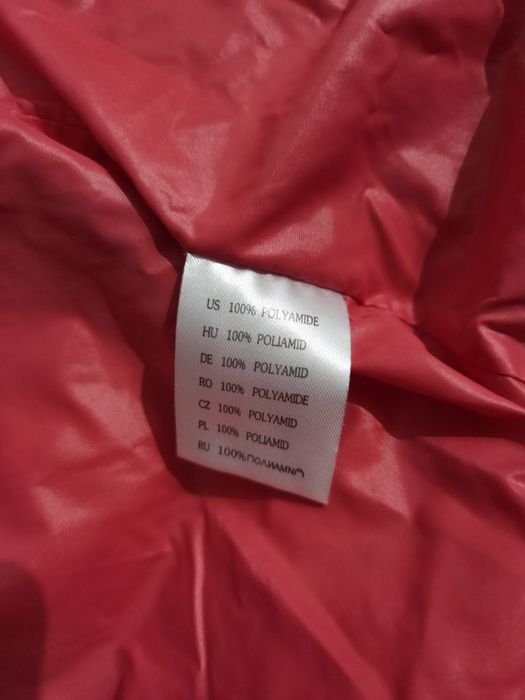 US 100% POLYAMIDE
HU 100% POLIAMID
DE 100% POLYAMID
RO 100% POLYAMIDE
CZ 100% POLYAMID
PL 100% POLIAMID
RU 100%